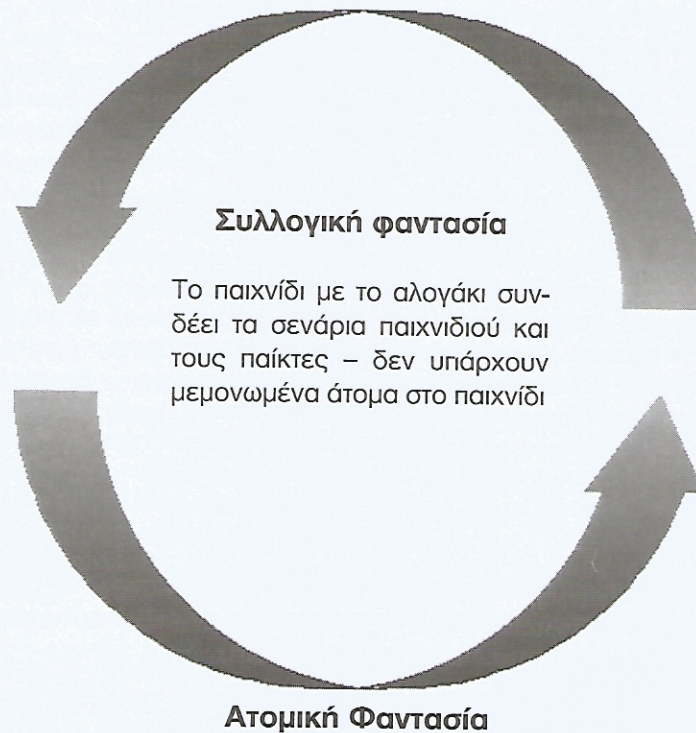 Συλλογική φαντασία
Το παιχνίδι με το αλογάκι συν-
δέει τα σενάρια παιχνιδιού και
τους παίκτες – δεν υπάρχουν
μεμονωμένα άτομα στο παιχνίδι
Ατομική Φαντασία